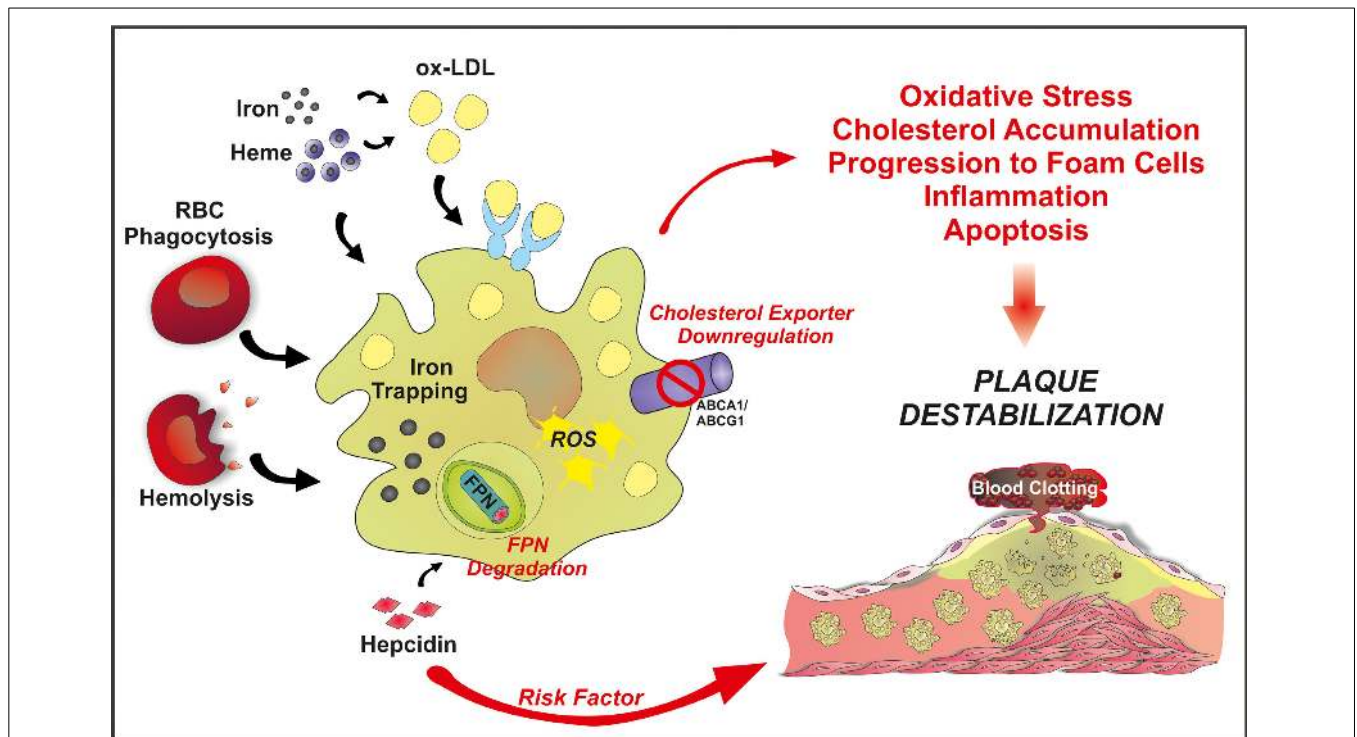 ox-LDL
Iron
Heme
RBC
Phagocytosis
Hemolysis
Iron
Trapping
ROS
FPN
FPN
Degradation
Hepcidin
Cholesterol Exporter
Downregulation
ABCA1/
ABCG1
Oxidative Stress
Cholesterol Accumulation
Progression to Foam Cells
Inflammation
Apoptosis
PLAQUE
DESTABILIZATION
Blood Clotting
Risk Factor